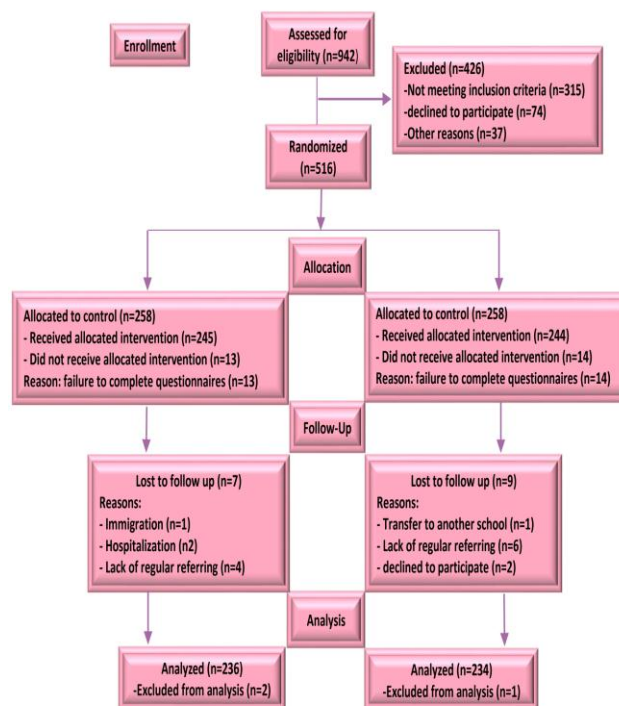 Enrollment
Assessed for
eligibility (n=942)
Excluded (n=426)
-Not meeting inclusion criteria (n=315)
-declined to participate (n=74)
-Other reasons (n=37)
Randomized
(n=516)
Allocation
Allocated to control (n=258)
- Received allocated intervention (n=245)
- Did not receive allocated intervention (n=13)
Reason: failure to complete questionnaires (n=13)
Allocated to control (n=258)
- Received allocated intervention (n=244)
- Did not receive allocated intervention (n=14)
Reason: failure to complete questionnaires (n=14)
Follow-Up
Lost to follow up (n=7)
Reasons:
- Immigration (n=1)
- Hospitalization (n2)
- Lack of regular referring (n=4)
Lost to follow up (n=9)
Reasons:
- Transfer to another school (n=1)
- Lack of regular referring (n=6)
- declined to participate (n=2)
Analysis
Analyzed (n=236)
-Excluded from analysis (n=2)
Analyzed (n=234)
-Excluded from analysis (n=1)